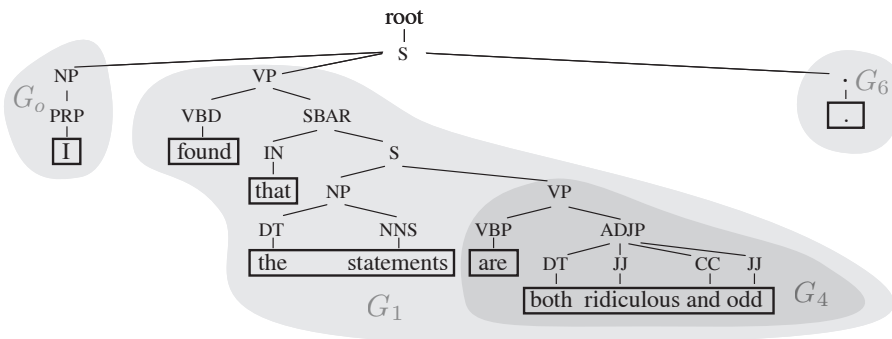 root
S
NP VP . G₆
Gₒ PRP VBD SBAR .
I found IN S
that NP VP
DT NNS VBP ADJP
the statements are DT JJ CC JJ
both ridiculous and odd G₄
G₁